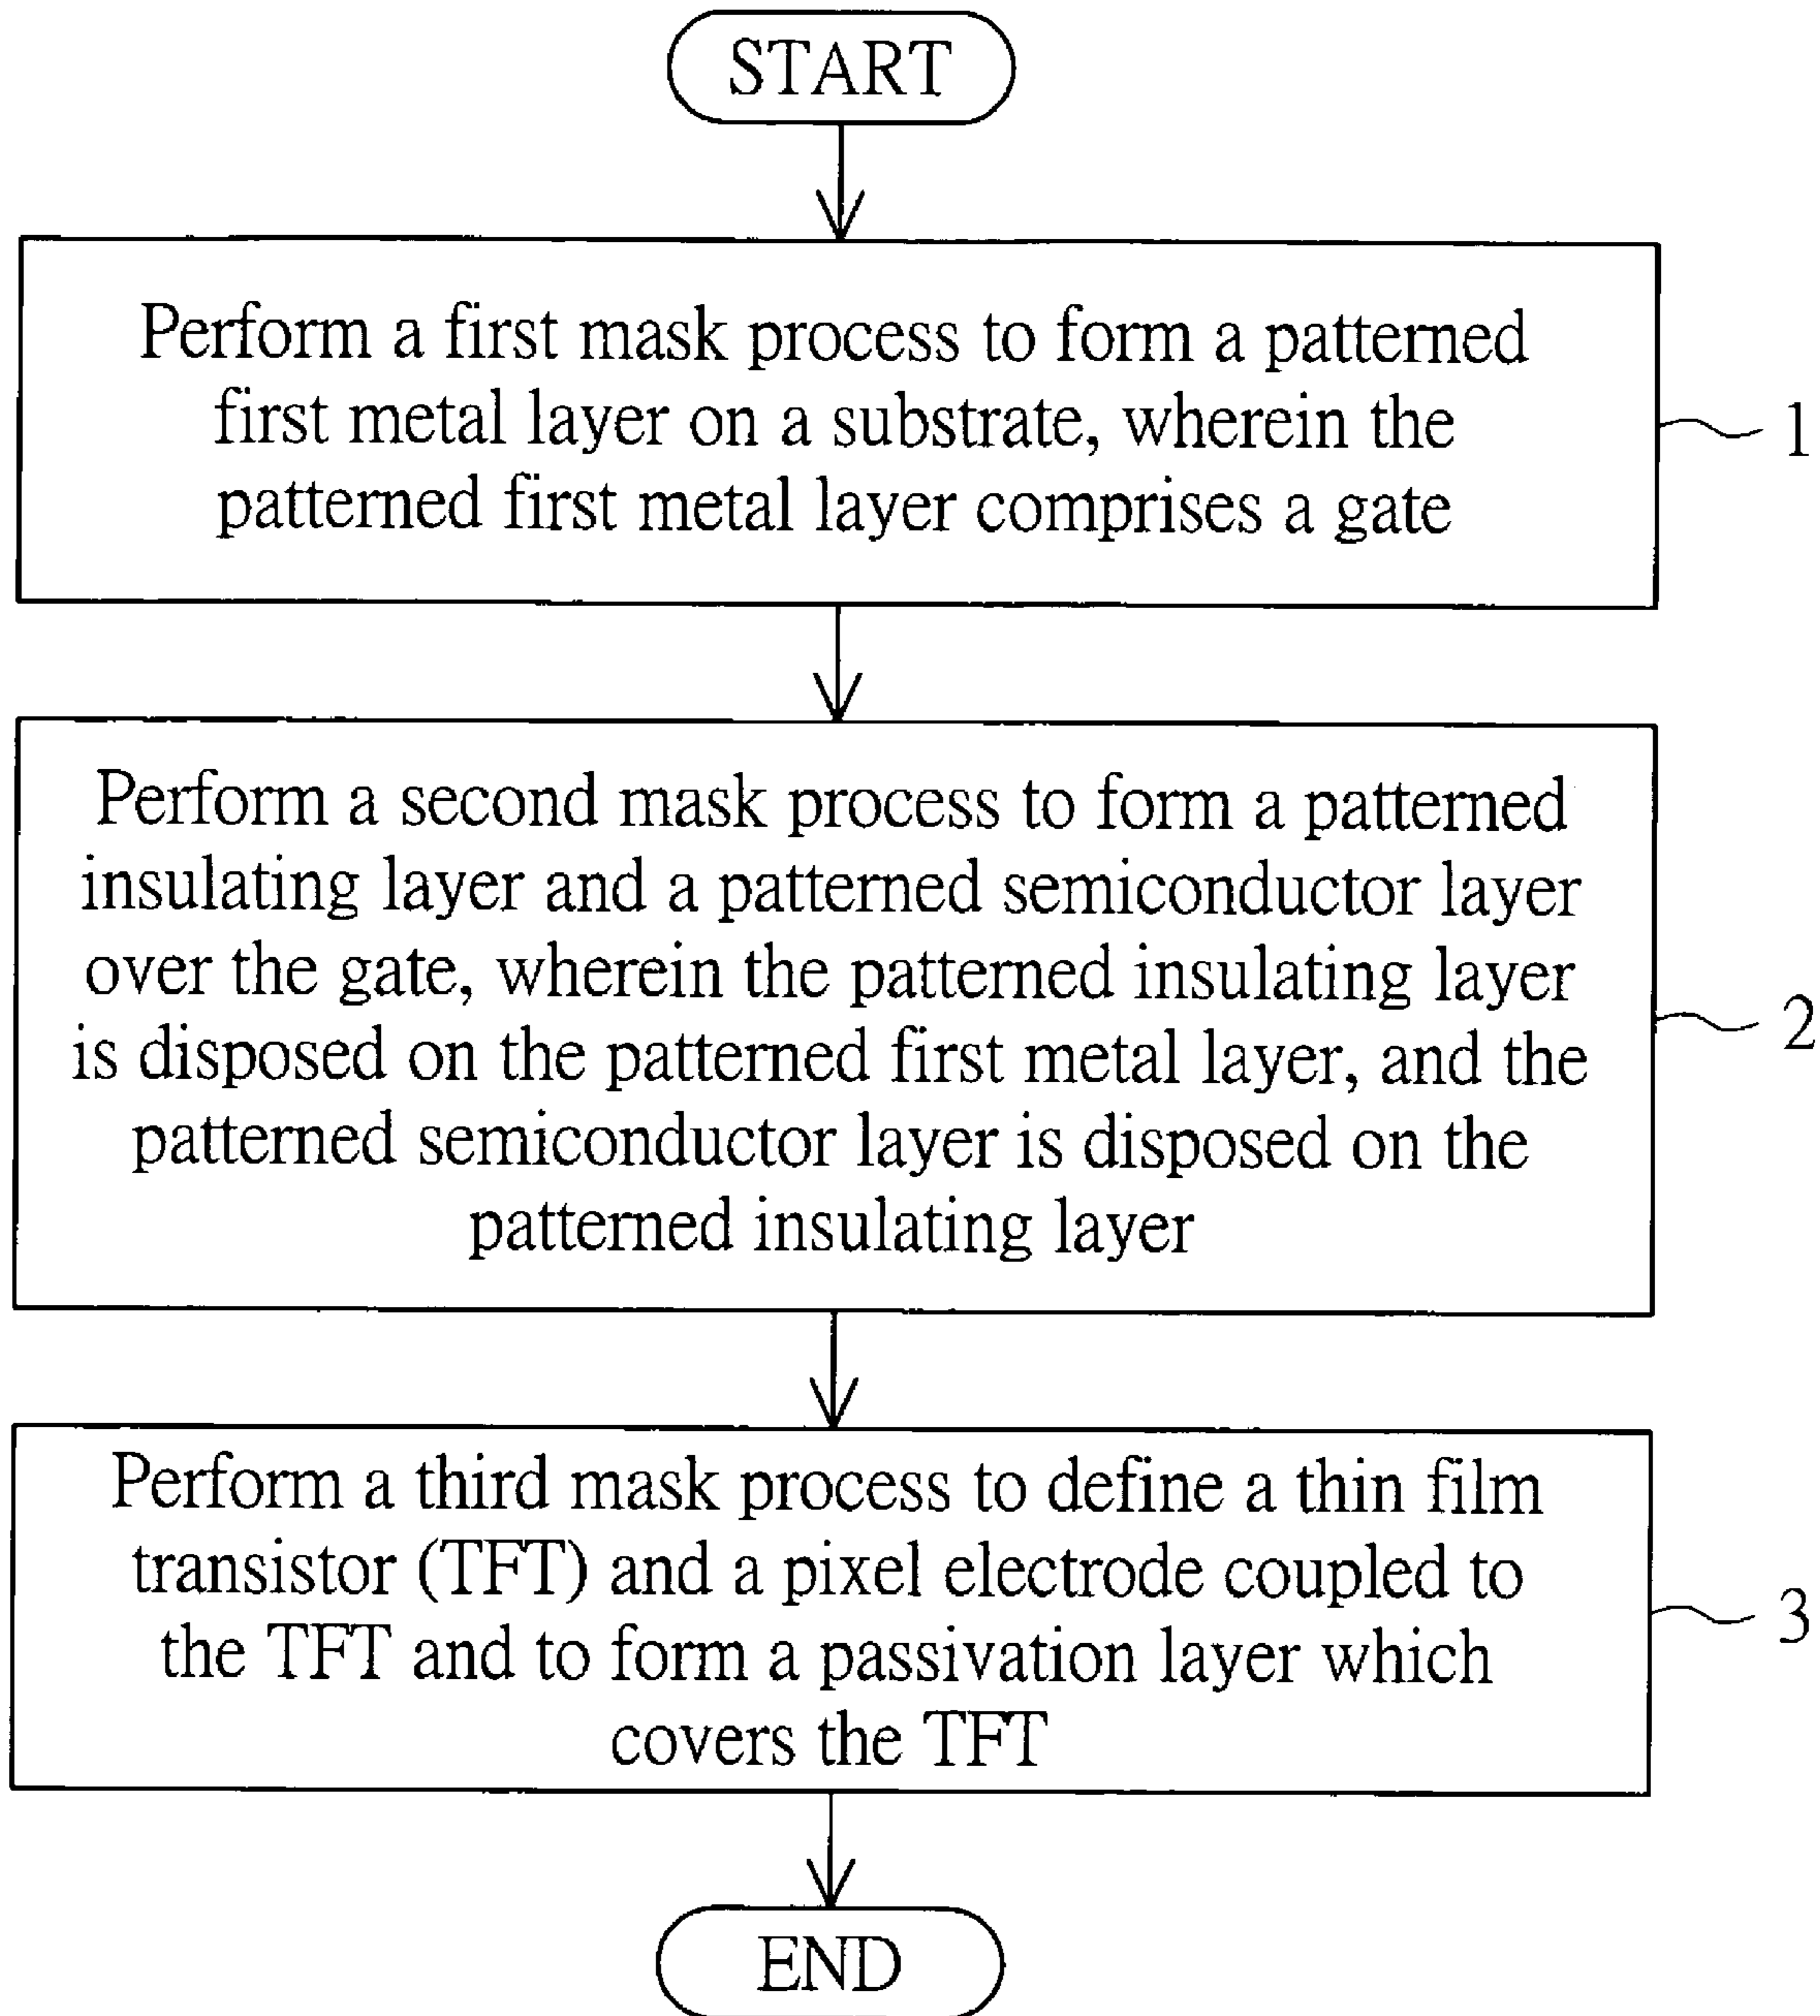 START
Perform a first mask process to form a patterned
first metal layer on a substrate, wherein the
patterned first metal layer comprises a gate
1
Perform a second mask process to form a patterned
insulating layer and a patterned semiconductor layer
over the gate, wherein the patterned insulating layer
is disposed on the patterned first metal layer, and the
patterned semiconductor layer is disposed on the
patterned insulating layer
2
Perform a third mask process to define a thin film
transistor (TFT) and a pixel electrode coupled to
the TFT and to form a passivation layer which
covers the TFT
3
END